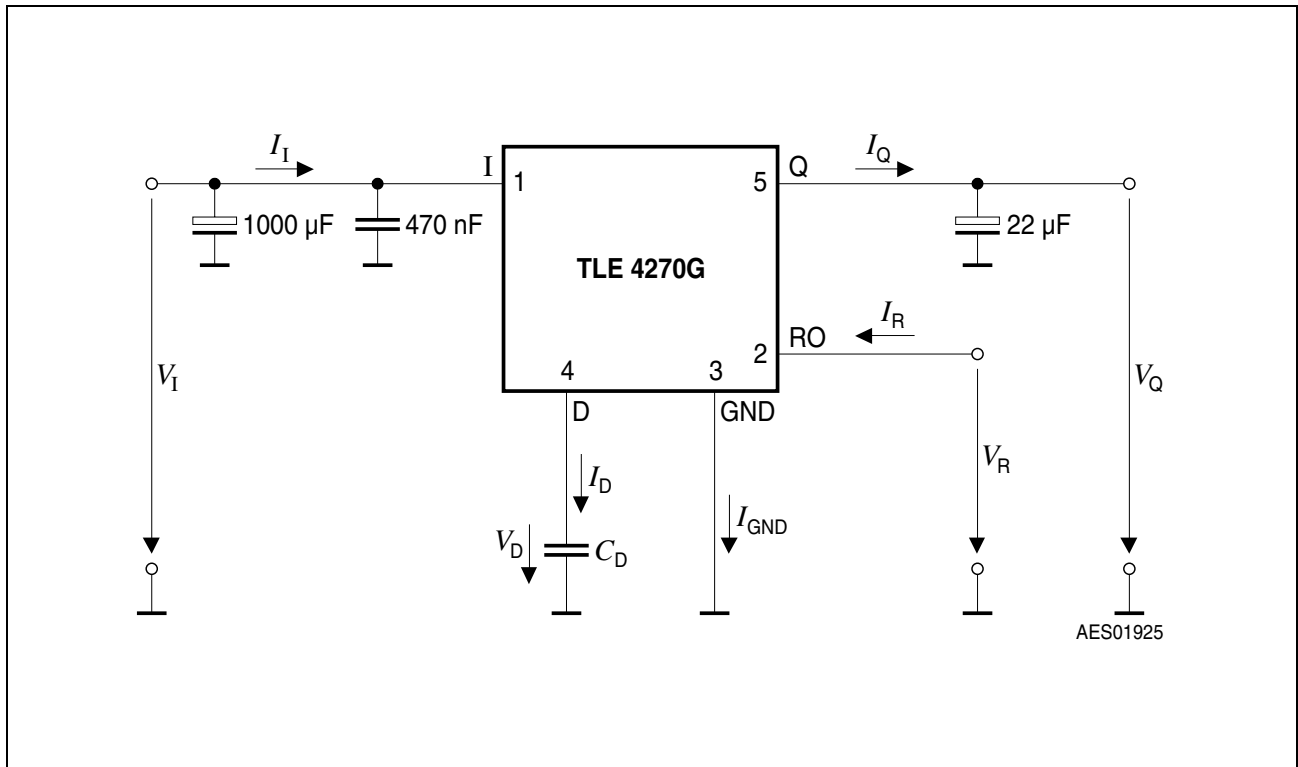 I_I
I
1
1000 µF
470 nF
TLE 4270G
5
Q
I_Q
22 µF
I_R
RO
2
4
3
D
GND
V_I
V_Q
V_R
I_D
I_GND
V_D
C_D
AES01925